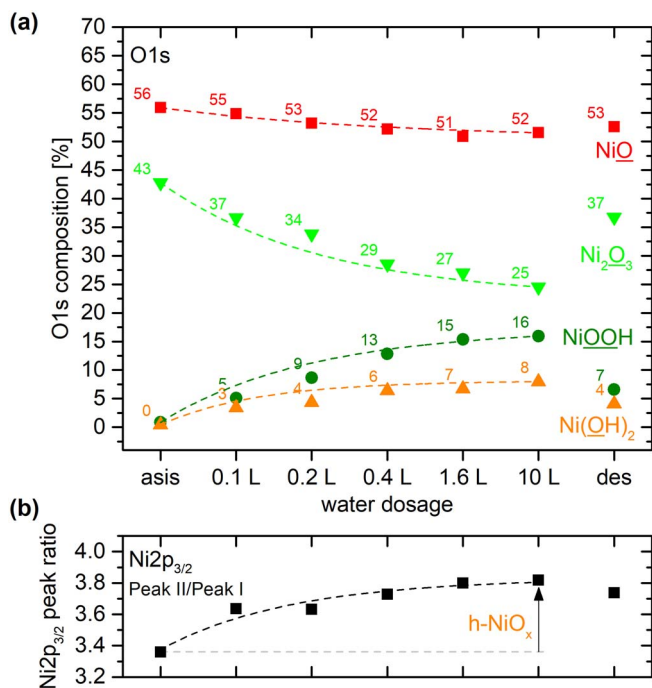 (a)
O1s
O1s composition [%]
70
65
60
55
50
45
40
35
30
25
20
15
10
5
0
56 55 53 52 51 52 53
NiO
43 37 34 29 27 25 37
Ni₂O₃
5 9 13 15 16 7
NiOOH
0 3 4 6 7 8 4
Ni(OH)₂
asis 0.1 L 0.2 L 0.4 L 1.6 L 10 L des
water dosage
(b)
Ni2p₃/₂
Peak II/Peak I
Ni2p₃/₂ peak ratio
4.0
3.8
3.6
3.4
3.2
h-NiOₓ